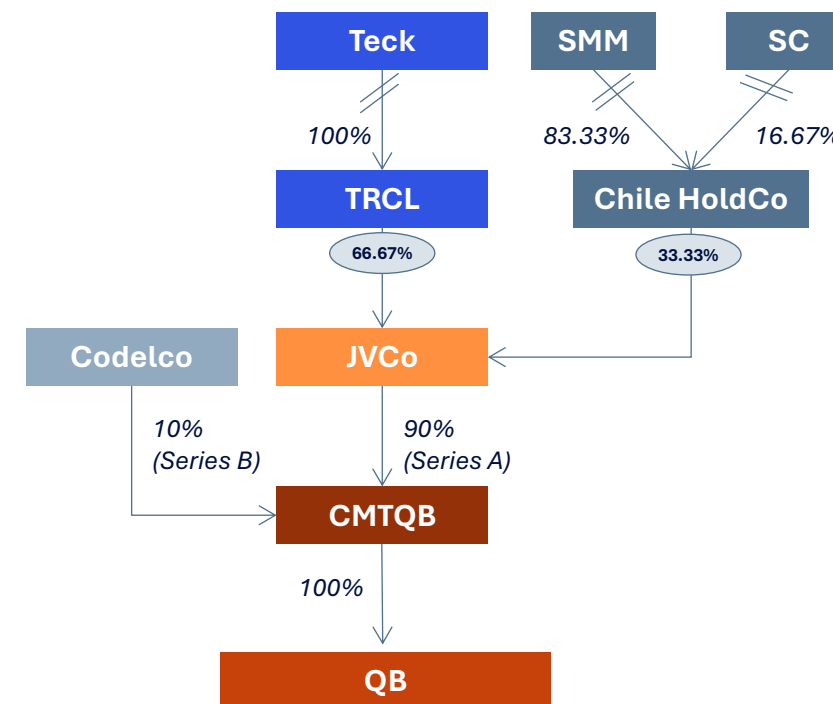 Teck
SMM
SC
100%
83.33%
16.67%
TRCL
Chile HoldCo
66.67%
33.33%
Codelco
JVCo
10%
(Series B)
90%
(Series A)
CMTQB
100%
QB